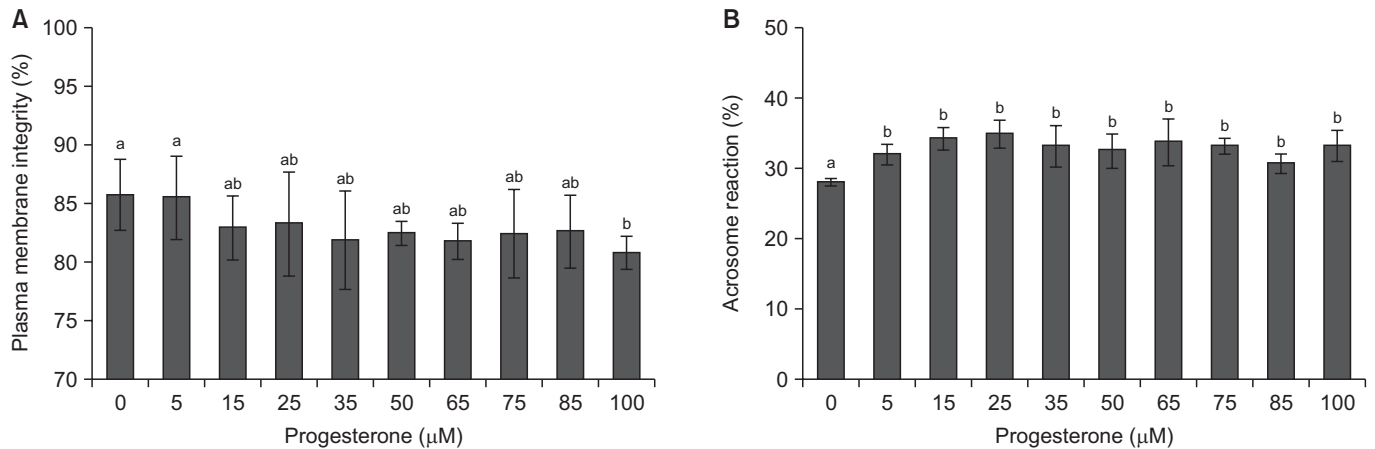 A
Plasma membrane integrity (%)
100
95
90
85
80
75
70
a
a
ab
ab
ab
ab
ab
ab
ab
b
0 5 15 25 35 50 65 75 85 100
Progesterone (μM)
B
Acrosome reaction (%)
50
40
30
20
10
0
a
b
b
b
b
b
b
b
b
b
0 5 15 25 35 50 65 75 85 100
Progesterone (μM)